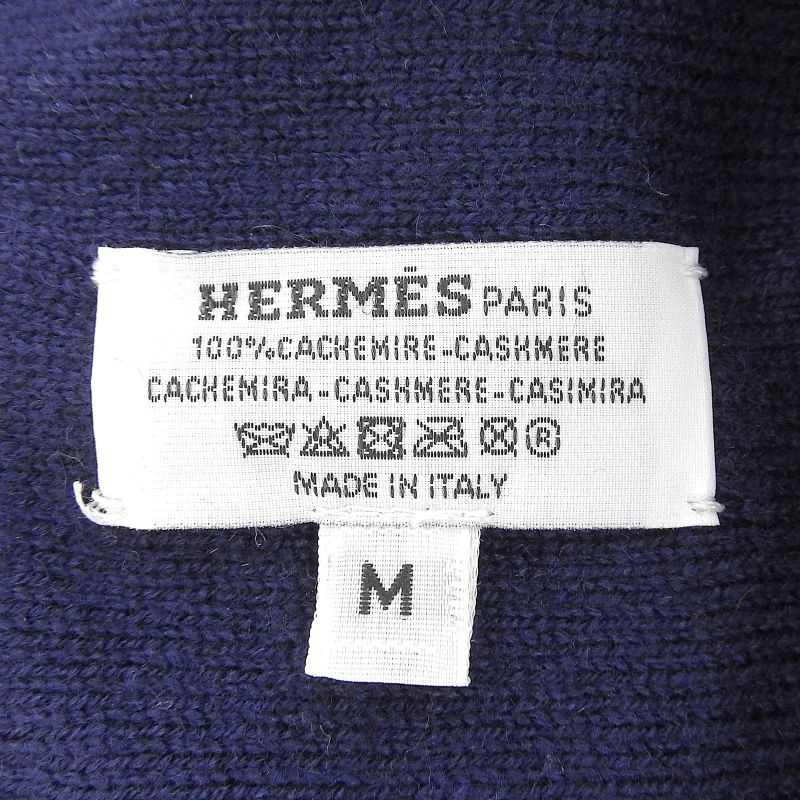 HERMÈS PARIS
100%CACHEMIRE-CASHMERE
CACHEMIRA-CASHMERE-CASIMIRA
®
MADE IN ITALY
M